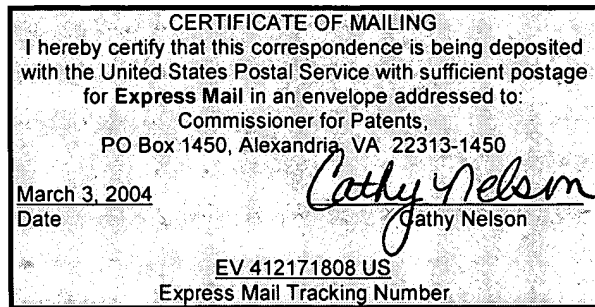 CERTIFICATE OF MAILING
I hereby certify that this correspondence is being deposited
with the United States Postal Service with sufficient postage
for Express Mail in an envelope addressed to:
Commissioner for Patents,
PO Box 1450, Alexandria, VA 22313-1450
March 3, 2004 Cathy Nelson
Date Cathy Nelson
EV 412171808 US
Express Mail Tracking Number